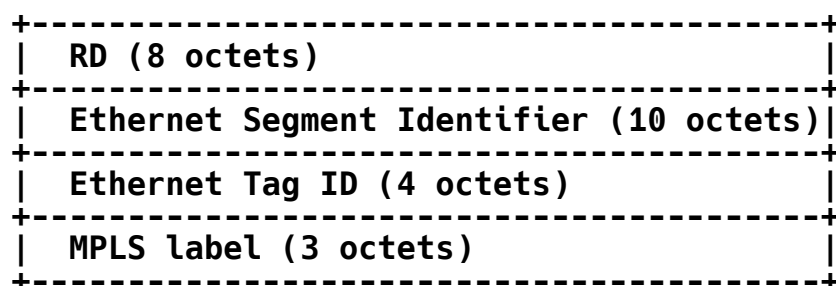 +-----------------------------------------+
|  RD (8 octets)                          |
+-----------------------------------------+
|  Ethernet Segment Identifier (10 octets)|
+-----------------------------------------+
|  Ethernet Tag ID (4 octets)             |
+-----------------------------------------+
|  MPLS label (3 octets)                  |
+-----------------------------------------+